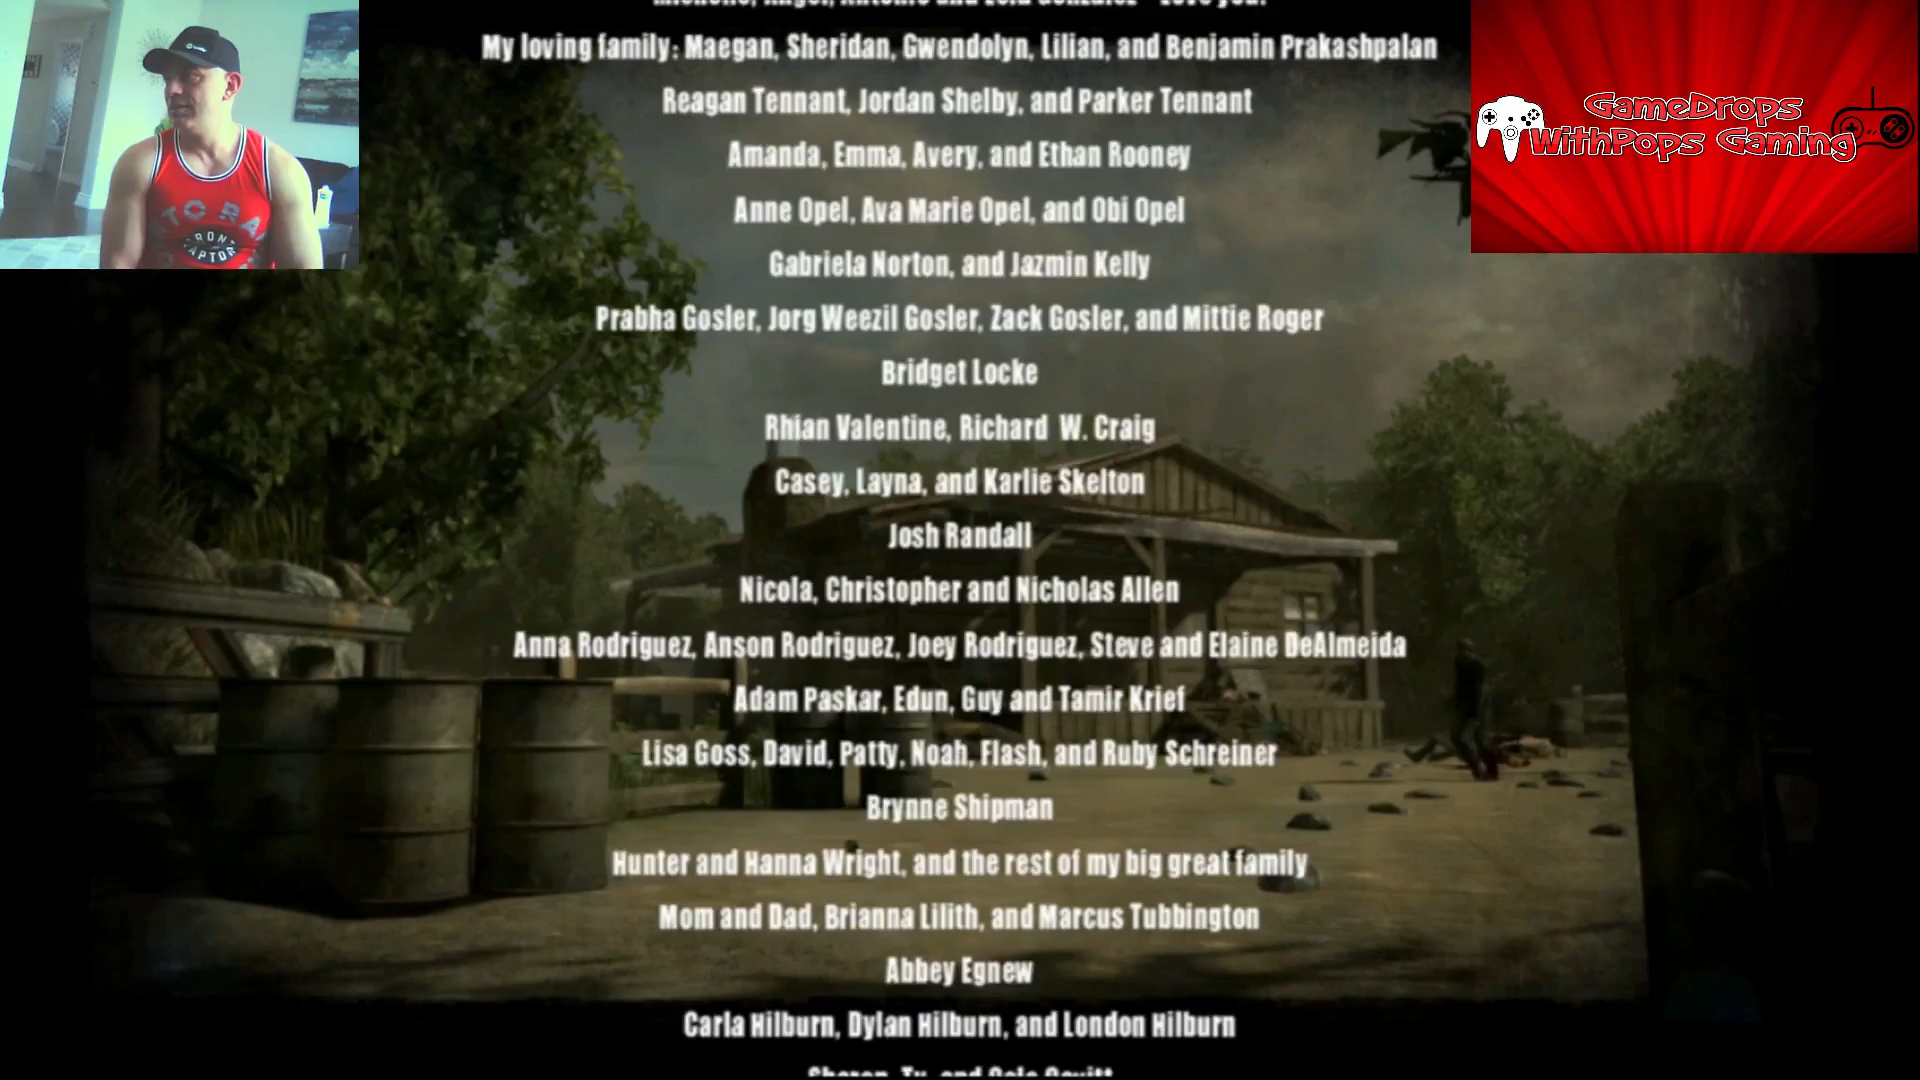 My loving family: Maegan, Sheridan, Gwendolyn, Lilian, and Benjamin Prakashpalan
Reagan Tennant, Jordan Shelby, and Parker Tennant
Amanda, Emma, Avery, and Ethan Rooney
Anne Opel, Ava Marie Opel, and Obi Opel
Gabriela Norton, and Jazmin Kelly
Prabha Gosler, Jorg Weezil Gosler, Zack Gosler, and Mittie Roger
Bridget Locke
Rhian Valentine, Richard W. Craig
Casey, Layna, and Karlie Skelton
Josh Randall
Nicola, Christopher and Nicholas Allen
Anna Rodriguez, Anson Rodriguez, Joey Rodriguez, Steve and Elaine DeAlmeida
Adam Paskar, Edun, Guy and Tamir Krief
Lisa Goss, David, Patty, Noah, Flash, and Ruby Schreiner
Brynne Shipman
Hunter and Hanna Wright, and the rest of my big great family
Mom and Dad, Brianna Lilith, and Marcus Tubbington
Abbey Egnew
Carla Hilburn, Dylan Hilburn, and London Hilburn
GameDrops
WithPops Gaming